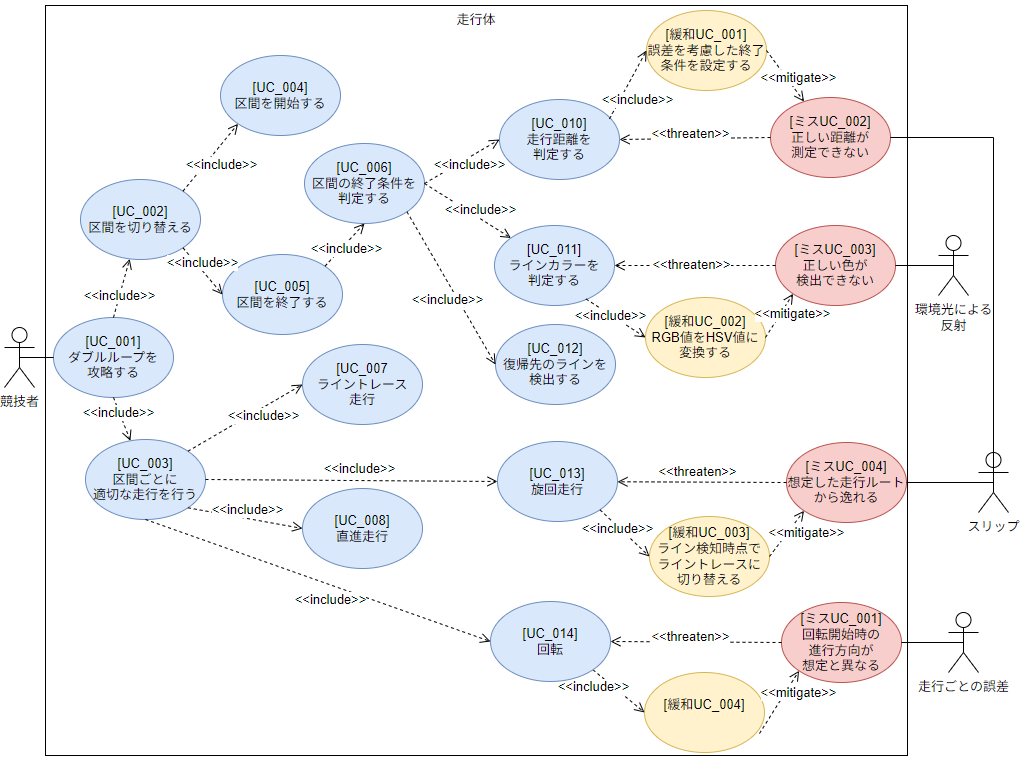 走行体
[緩和UC_001]
誤差を考慮した終了
条件を設定する
<<mitigate>>
[UC_004]
区間を開始する
<<include>>
[UC_010]
走行距離を
判定する
<<threaten>>
[ミスUC_002]
正しい距離が
測定できない
<<include>>
[UC_006]
区間の終了条件を
判定する
<<include>>
<<include>>
[UC_002]
区間を切り替える
<<include>>
<<include>>
[UC_005]
区間を終了する
[UC_011]
ラインカラーを
判定する
<<threaten>>
[ミスUC_003]
正しい色が
検出できない
環境光による
反射
<<include>>
<<include>>
<<include>>
[緩和UC_002]
RGB値をHSV値に
変換する
<<mitigate>>
[UC_001]
ダブルループを
攻略する
競技者
[UC_012]
復帰先のラインを
検出する
<<include>>
[UC_007]
ライントレース
走行
<<include>>
[UC_003]
区間ごとに
適切な走行を行う
<<include>>
[UC_013]
旋回走行
<<threaten>>
[ミスUC_004]
想定した走行ルート
から逸れる
スリップ
<<include>>
[UC_008]
直進走行
<<include>>
[緩和UC_003]
ライン検知時点で
ライントレースに
切り替える
<<mitigate>>
<<include>>
[UC_014]
回転
<<threaten>>
[ミスUC_001]
回転開始時の
進行方向が
想定と異なる
走行ごとの誤差
<<include>>
[緩和UC_004]
<<mitigate>>